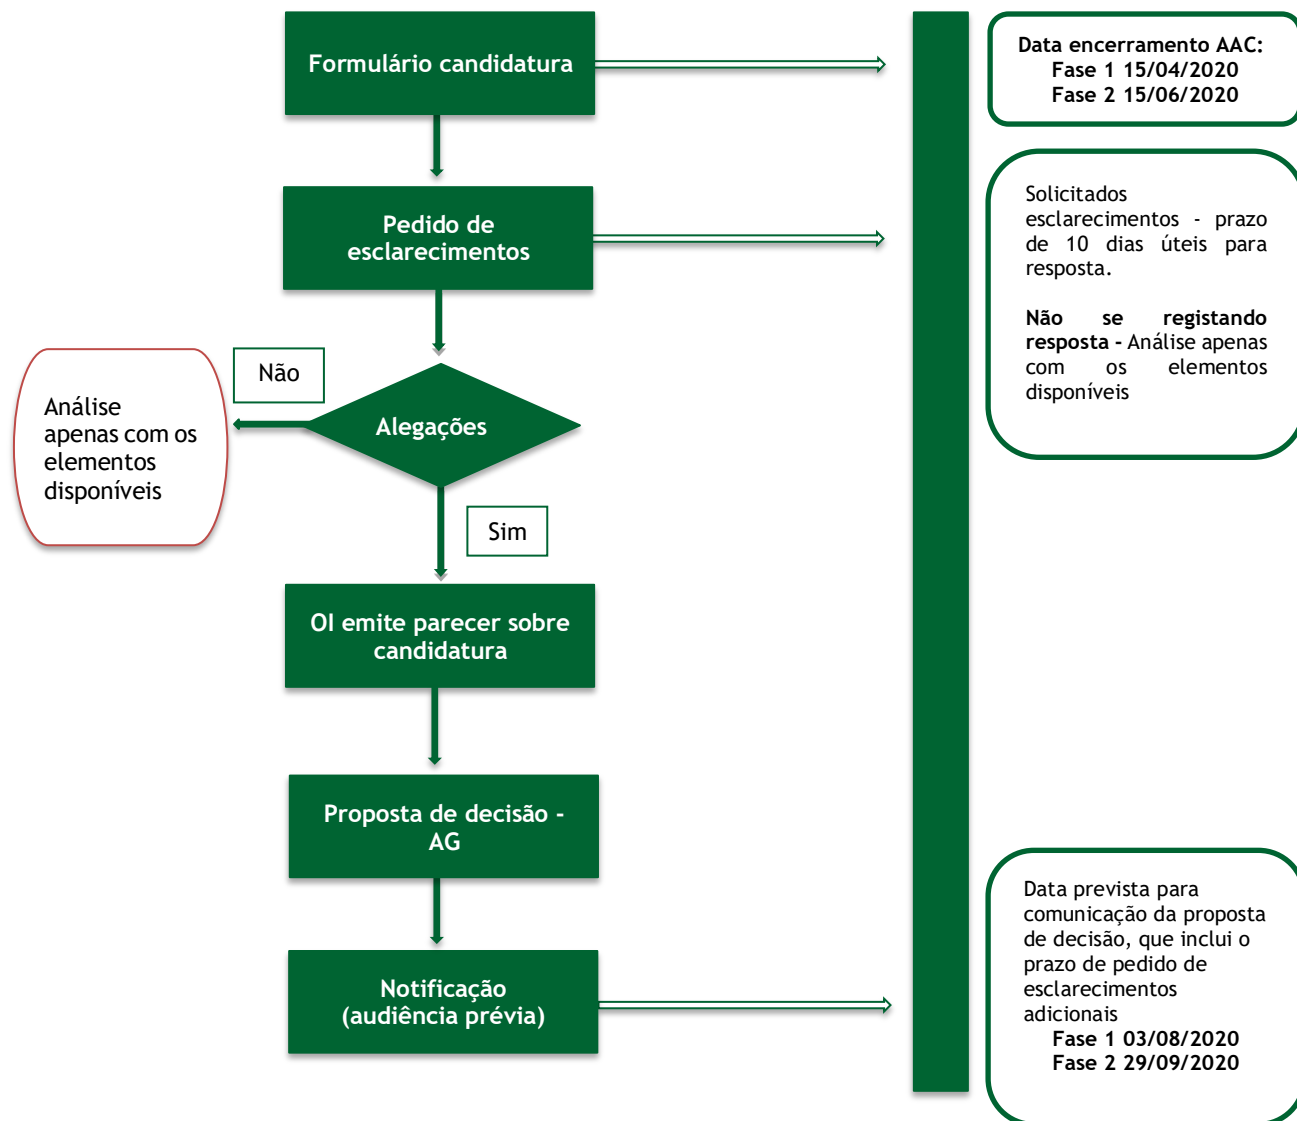 Formulário candidatura
Data encerramento AAC:
Fase 1 15/04/2020
Fase 2 15/06/2020
Pedido de
esclarecimentos
Solicitados
esclarecimentos - prazo
de 10 dias úteis para
resposta.
Não se registando
resposta - Análise apenas
com os elementos
disponíveis
Não
Análise
apenas com os
elementos
disponíveis
Alegações
Sim
OI emite parecer sobre
candidatura
Proposta de decisão -
AG
Notificação
(audiência prévia)
Data prevista para
comunicação da proposta
de decisão, que inclui o
prazo de pedido de
esclarecimentos
adicionais
Fase 1 03/08/2020
Fase 2 29/09/2020